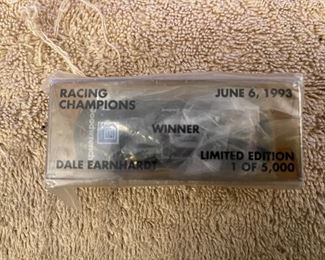 RACING JUNE 6, 1993
CHAMPIONS
WINNER
DALE EARNHARDT LIMITED EDITION
1 OF 5,000